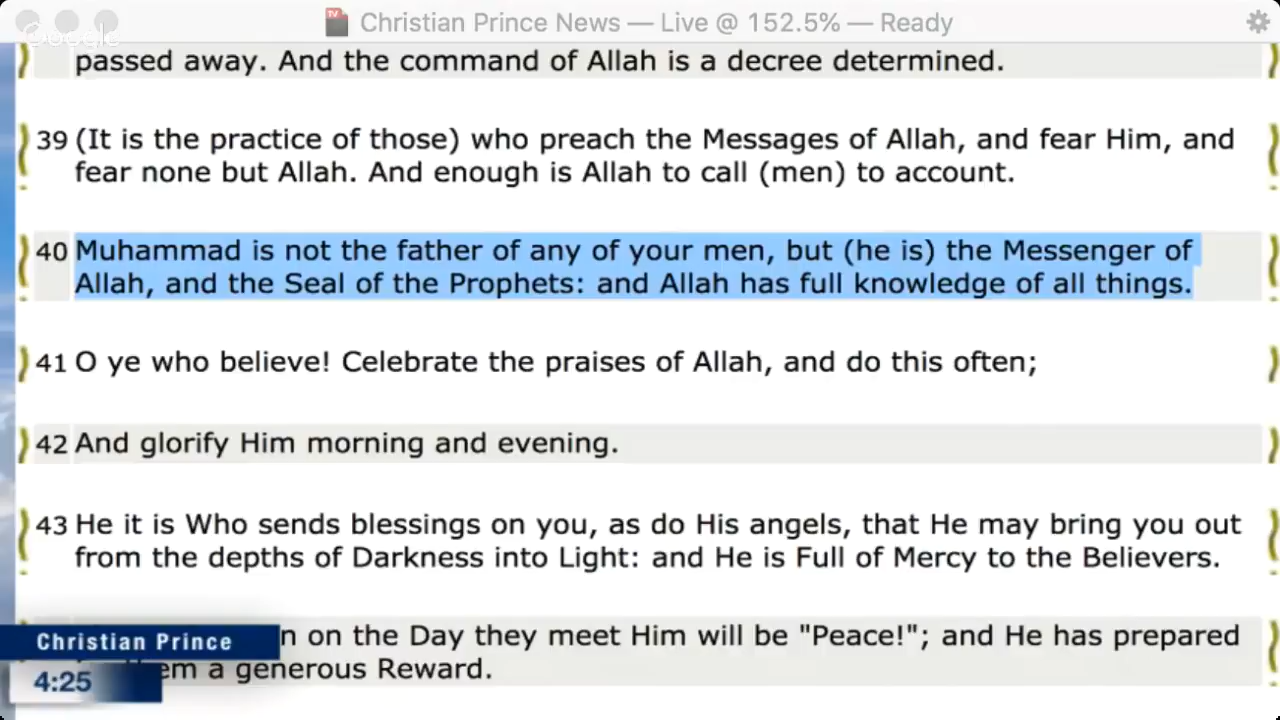 Christian Prince News — Live @ 152.5% — Ready
Google
passed away. And the command of Allah is a decree determined.
39 (It is the practice of those) who preach the Messages of Allah, and fear Him, and
fear none but Allah. And enough is Allah to call (men) to account.
40 Muhammad is not the father of any of your men, but (he is) the Messenger of
Allah, and the Seal of the Prophets: and Allah has full knowledge of all things.
41 O ye who believe! Celebrate the praises of Allah, and do this often;
42 And glorify Him morning and evening.
43 He it is Who sends blessings on you, as do His angels, that He may bring you out
from the depths of Darkness into Light: and He is Full of Mercy to the Believers.
on the Day they meet Him will be "Peace!"; and He has prepared
a generous Reward.
Christian Prince
4:25